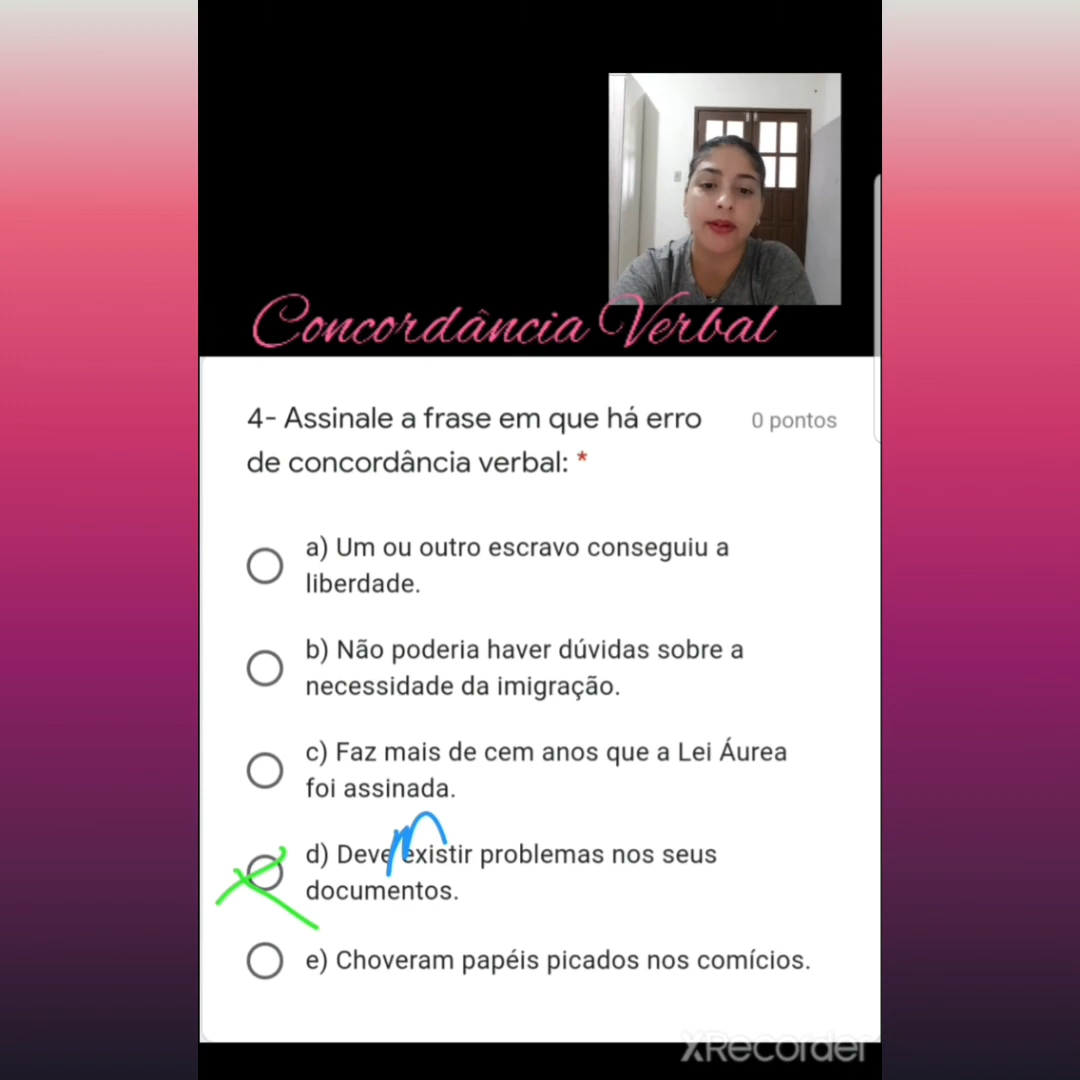 Concordância Verbal
4- Assinale a frase em que há erro
de concordância verbal: *
0 pontos
a) Um ou outro escravo conseguiu a
liberdade.
b) Não poderia haver dúvidas sobre a
necessidade da imigração.
c) Faz mais de cem anos que a Lei Áurea
foi assinada.
m
d) Deve existir problemas nos seus
documentos.
e) Choveram papéis picados nos comícios.
XRecorder